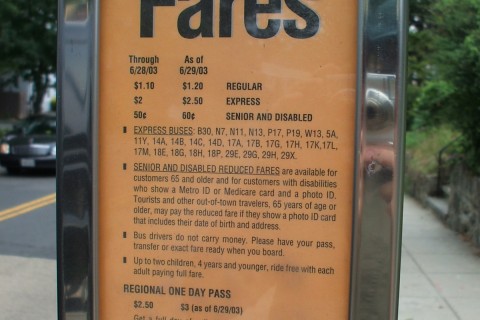 Fares
Through As of
6/28/03 6/29/03
$1.10 $1.20 REGULAR
$2 $2.50 EXPRESS
50¢ 60¢ SENIOR AND DISABLED
EXPRESS BUSES: B30, N7, N11, N13, P17, P19, W13, 5A,
11Y, 14A, 14B, 14C, 14D, 17A, 17B, 17G, 17H, 17K,17L,
17M, 18E, 18G, 18H, 18P, 29E, 29G, 29H, 29X.
SENIOR AND DISABLED REDUCED FARES are available for
customers 65 and older and for customers with disabilities
who show a Metro ID or Medicare card and a photo ID.
Tourists and other out-of-town travelers, 65 years of age or
older, may pay the reduced fare if they show a photo ID card
that includes their date of birth and address.
Bus drivers do not carry money. Please have your pass,
transfer or exact fare ready when you board.
Up to two children, 4 years and younger, ride free with each
adult paying full fare.
REGIONAL ONE DAY PASS
$2.50 $3 (as of 6/29/03)
Get a full day of